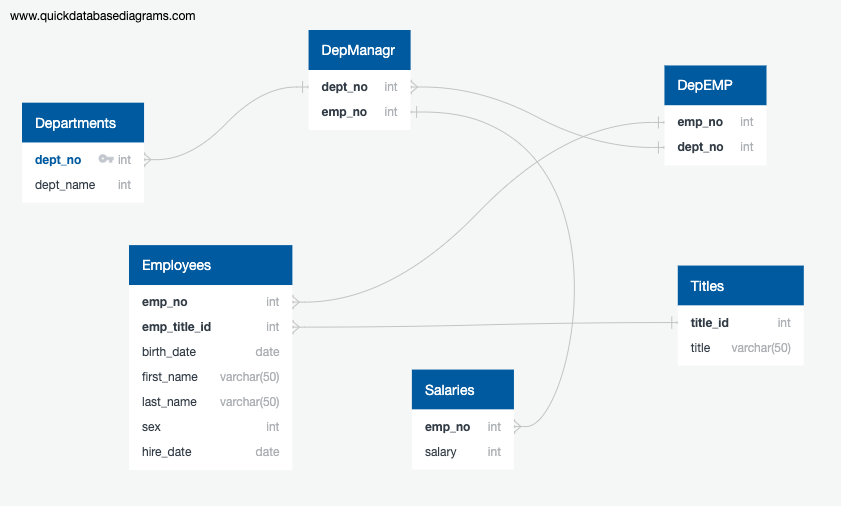 www.quickdatabasediagrams.com
DepManagr
dept_no int
emp_no int
DepEMP
emp_no int
dept_no int
Departments
dept_no int
dept_name int
Employees
emp_no int
emp_title_id int
birth_date date
first_name varchar(50)
last_name varchar(50)
sex int
hire_date date
Titles
title_id int
title varchar(50)
Salaries
emp_no int
salary int